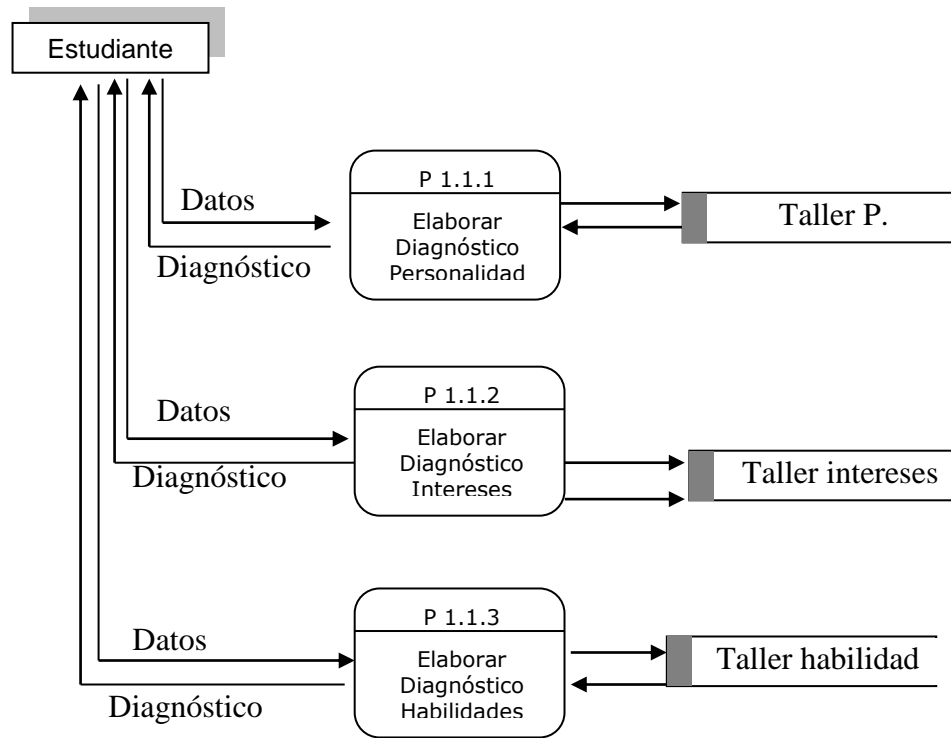 Estudiante
P 1.1.1
Datos
Elaborar
Diagnóstico
Personalidad
Diagnóstico
Taller P.
P 1.1.2
Datos
Elaborar
Diagnóstico
Intereses
Diagnóstico
Taller intereses
P 1.1.3
Datos
Elaborar
Diagnóstico
Habilidades
Diagnóstico
Taller habilidad